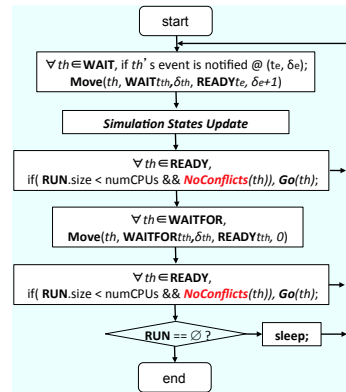 start
∀ th ∈ WAIT, if th's event is notified @ (te, δe);
Move(th, WAITtth,δth, READYte, δe+1)
Simulation States Update
∀ th ∈ READY,
if( RUN.size < numCPUs && NoConflicts(th)), Go(th);
∀ th ∈ WAITFOR,
Move(th, WAITFORtth,δth, READYtth, 0)
∀ th ∈ READY,
if( RUN.size < numCPUs && NoConflicts(th)), Go(th);
RUN == ∅ ?
sleep;
end